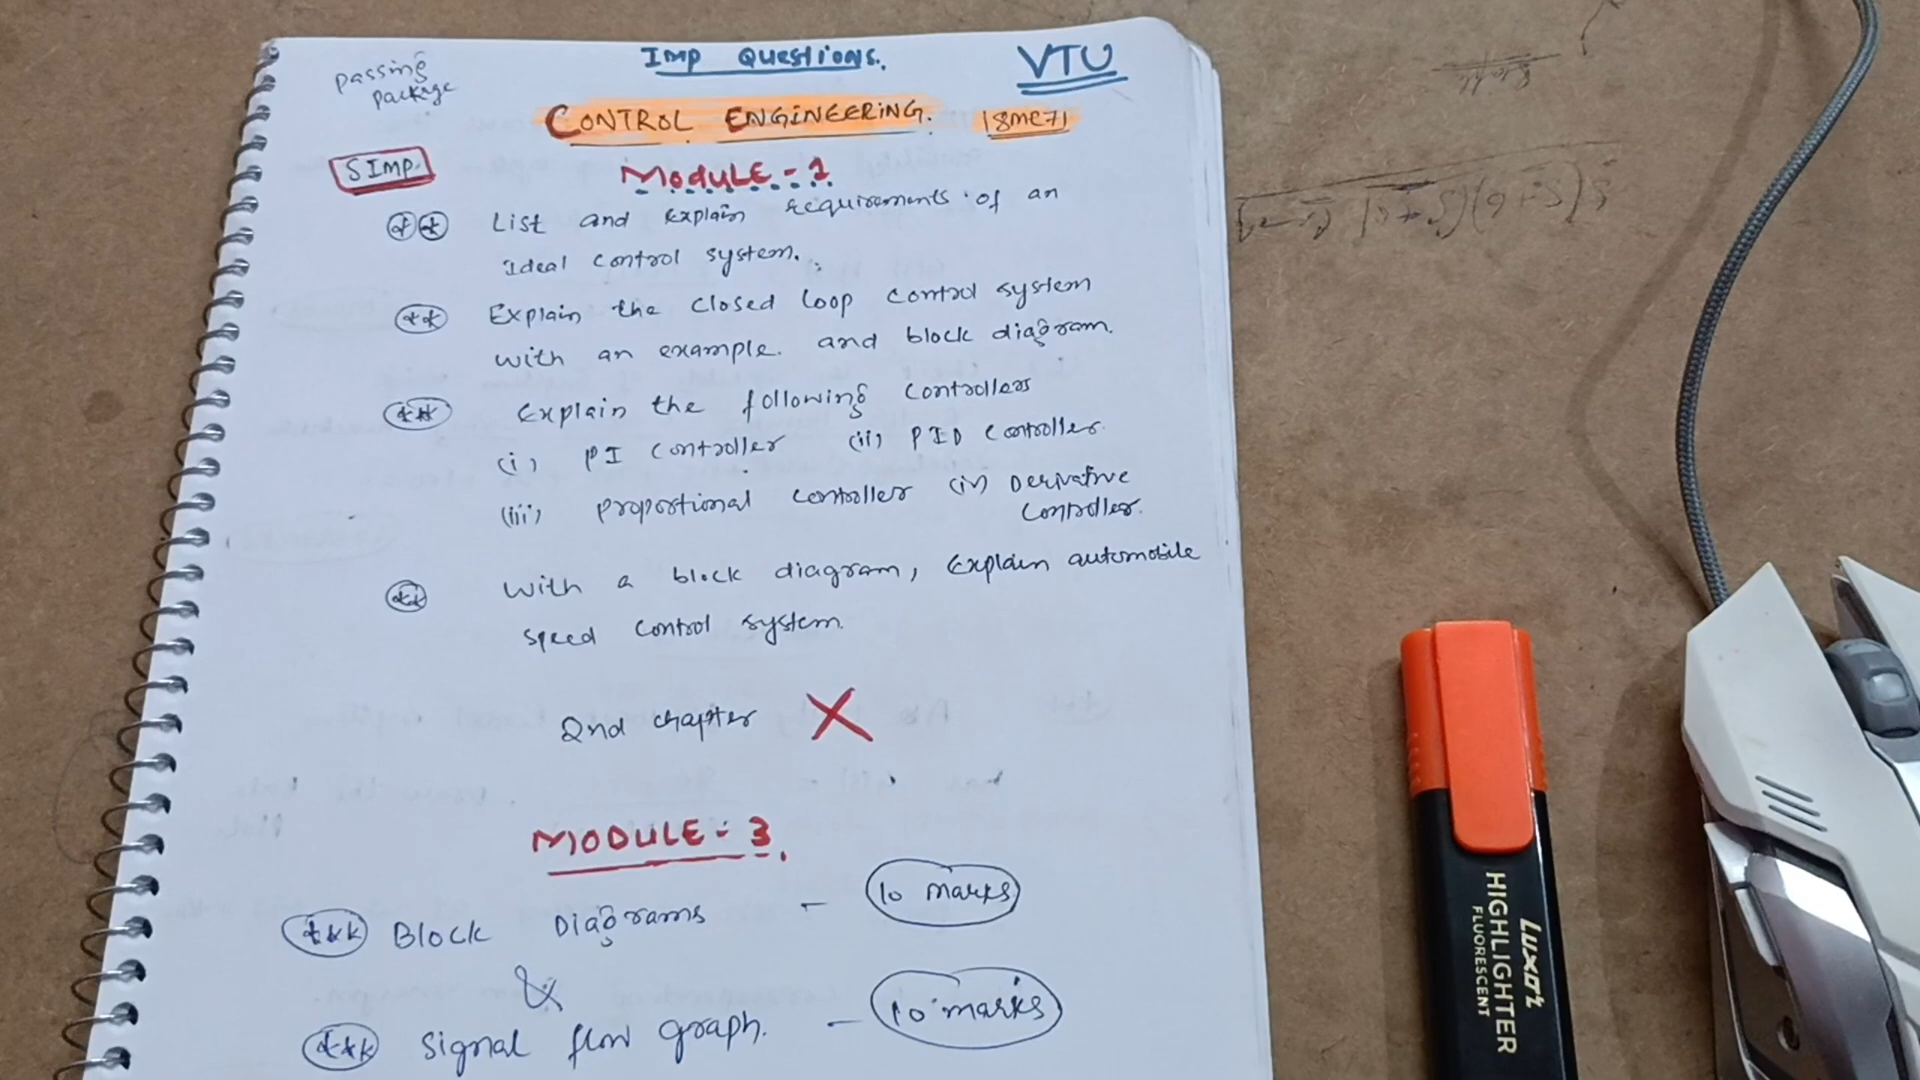 Imp Questions.
VTU
passing
package
CONTROL ENGINEERING.
18ME71
S IMP.
MODULE - 1
List and explain requirements of an
Ideal control system.
Explain the closed loop control system
with an example. and block diagram.
Explain the following controllers
(i) PI Controller (ii) PID Controller.
(iii) proportional controller (iv) Derivative
controller.
With a block diagram, Explain automobile
speed control system.
2nd chapter X
MODULE - 3.
*** Block Diagrams - 10 marks
&
*** Signal flow graph. - 10 marks
LUXOR
HIGHLIGHTER
FLUORESCENT